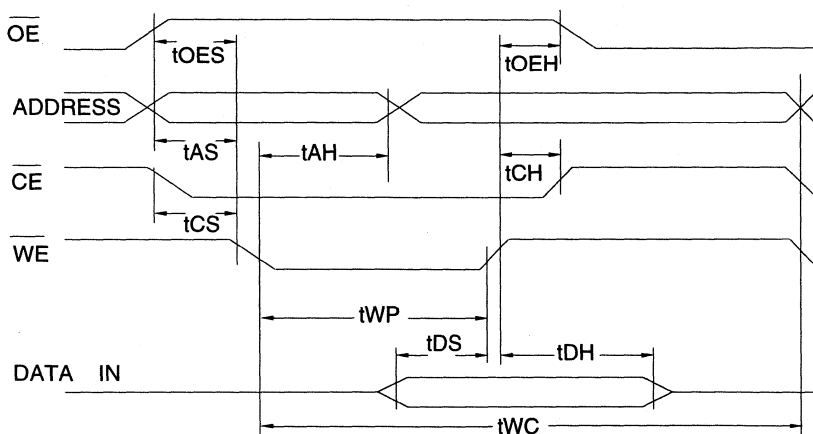 OE
tOES
tOEH
ADDRESS
tAS
tAH
tCH
CE
tCS
WE
tWP
tDS
tDH
DATA IN
tWC